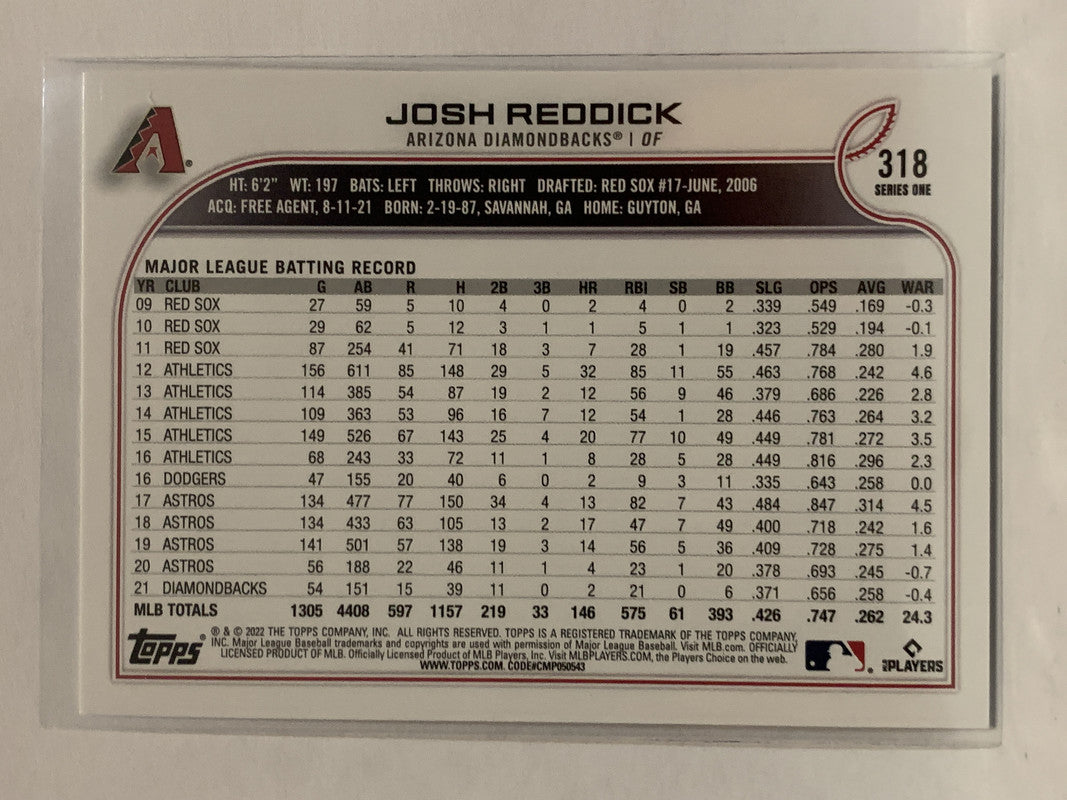 JOSH REDDICK
ARIZONA DIAMONDBACKS® | OF
A®
318
SERIES ONE
HT: 6'2" WT: 197 BATS: LEFT THROWS: RIGHT DRAFTED: RED SOX #17-JUNE, 2006
ACQ: FREE AGENT, 8-11-21 BORN: 2-19-87, SAVANNAH, GA HOME: GUYTON, GA
MAJOR LEAGUE BATTING RECORD
YR CLUB G AB R H 2B 3B HR RBI SB BB SLG OPS AVG WAR
09 RED SOX 27 59 5 10 4 0 2 4 0 2 .339 .549 .169 -0.3
10 RED SOX 29 62 5 12 3 1 1 5 1 1 .323 .529 .194 -0.1
11 RED SOX 87 254 41 71 18 3 7 28 1 19 .457 .784 .280 1.9
12 ATHLETICS 156 611 85 148 29 5 32 85 11 55 .463 .768 .242 4.6
13 ATHLETICS 114 385 54 87 19 2 12 56 9 46 .379 .686 .226 2.8
14 ATHLETICS 109 363 53 96 16 7 12 54 1 28 .446 .763 .264 3.2
15 ATHLETICS 149 526 67 143 25 4 20 77 10 49 .449 .781 .272 3.5
16 ATHLETICS 68 243 33 72 11 1 8 28 5 28 .449 .816 .296 2.3
16 DODGERS 47 155 20 40 6 0 2 9 3 11 .335 .643 .258 0.0
17 ASTROS 134 477 77 150 34 4 13 82 7 43 .484 .847 .314 4.5
18 ASTROS 134 433 63 105 13 2 17 47 7 49 .400 .718 .242 1.6
19 ASTROS 141 501 57 138 19 3 14 56 5 36 .409 .728 .275 1.4
20 ASTROS 56 188 22 46 11 1 4 23 1 20 .378 .693 .245 -0.7
21 DIAMONDBACKS 54 151 15 39 11 0 2 21 0 6 .371 .656 .258 -0.4
MLB TOTALS 1305 4408 597 1157 219 33 146 575 61 393 .426 .747 .262 24.3
Topps®
® & © 2022 THE TOPPS COMPANY, INC. ALL RIGHTS RESERVED. TOPPS IS A REGISTERED TRADEMARK OF THE TOPPS COMPANY,
INC. Major League Baseball trademarks and copyrights are used with permission of Major League Baseball. Visit MLB.com. OFFICIALLY
LICENSED PRODUCT OF MLB. Officially Licensed Product of MLB Players, Inc. Visit MLBPLAYERS.COM, the Players Choice on the web.
WWW.TOPPS.COM. CODE#CMP050543
MLB PLAYERS